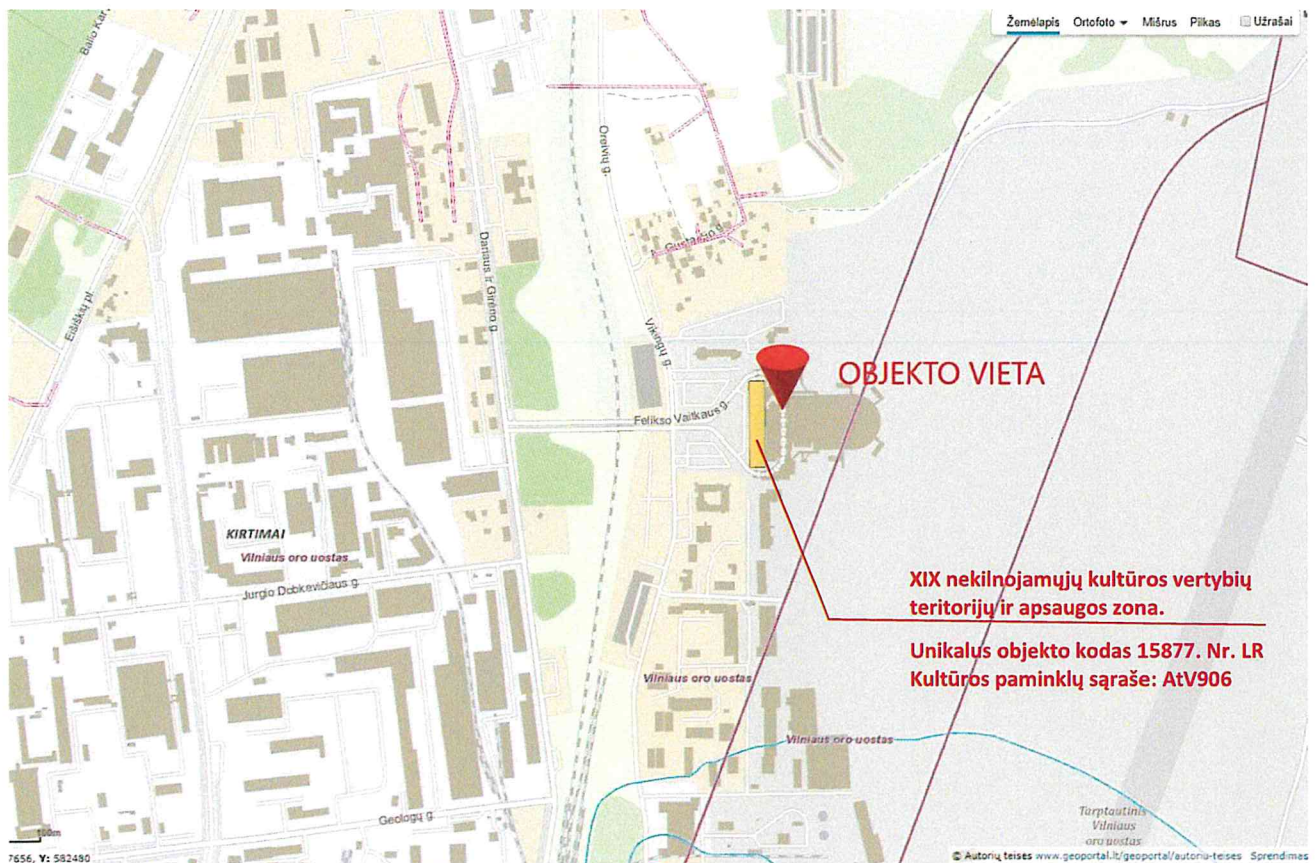 Žemėlapis Ortofoto Mišrus Pilkas Užrašai
Oreivių g.
Dariaus ir Girėno g.
A. Gustaičio g.
Eišiškių pl.
Vikingų g.
OBJEKTO VIETA
Felikso Vaitkaus g.
KIRTIMAI
Vilniaus oro uostas
Jurgio Dobkevičiaus g.
XIX nekilnojamųjų kultūros vertybių
teritorijų ir apsaugos zona.
Unikalus objekto kodas 15877. Nr. LR
Kultūros paminklų sąraše: AtV906
Vilniaus oro uostas
Vilniaus oro uostas
Geologų g.
Tarptautinis
Vilniaus
oro uostas
100m
7656, Y: 582480
© Autorių teisės www.geoportal.lt/geoportal/autoriu-teises Sprendimas